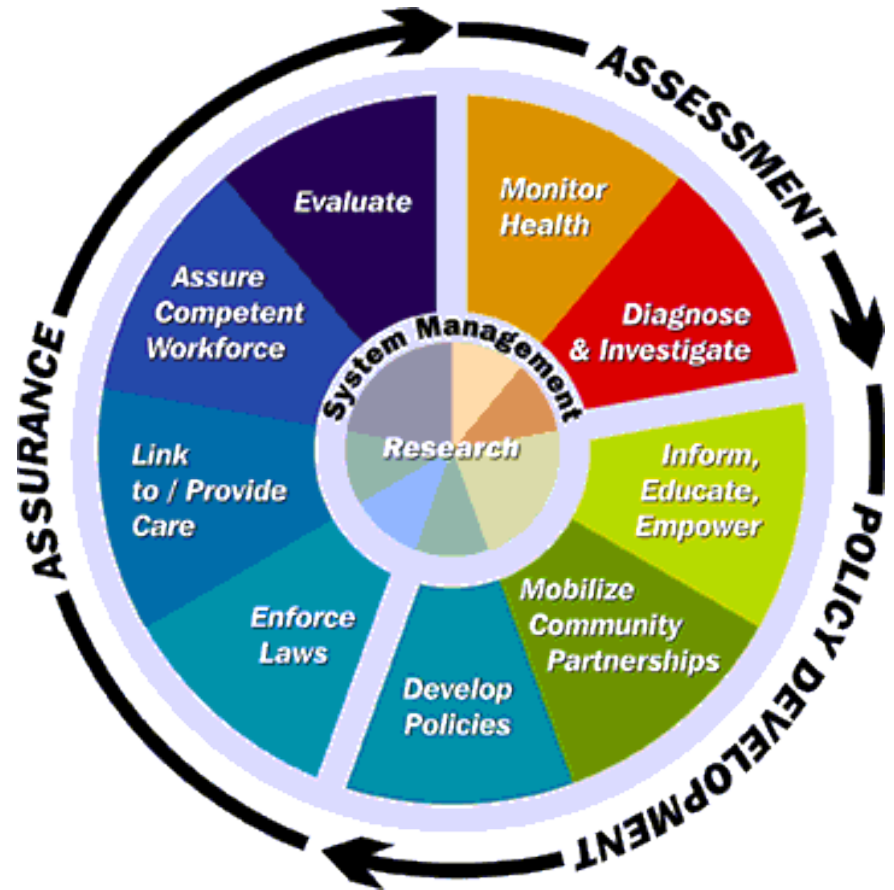 ASSESSMENT
Monitor
Health
Diagnose
& Investigate
POLICY DEVELOPMENT
Inform,
Educate,
Empower
Mobilize
Community
Partnerships
Develop
Policies
ASSURANCE
Enforce
Laws
Link
to / Provide
Care
Assure
Competent
Workforce
Evaluate
System Management
Research